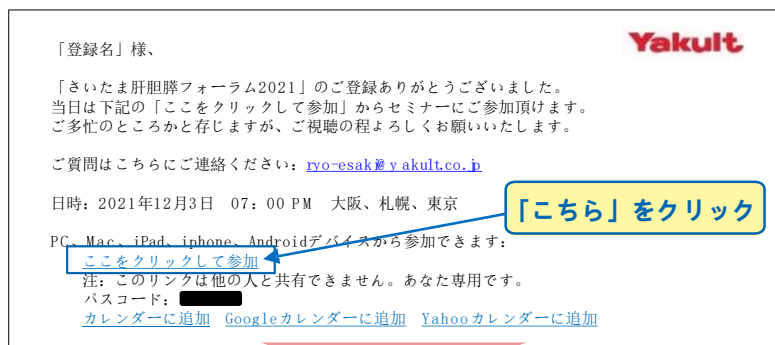 Yakult
「登録名」様、
「さいたま肝胆膵フォーラム2021」のご登録ありがとうございました。
当日は下記の「ここをクリックして参加」からセミナーにご参加頂けます。
ご多忙のところかと存じますが、ご視聴の程よろしくお願いいたします。
ご質問はこちらにご連絡ください: ryo-esaki@yakult.co.jp
日時: 2021年12月3日 07: 00 PM 大阪、札幌、東京
「こちら」をクリック
PC、Mac、iPad、iphone、Androidデバイスから参加できます:
ここをクリックして参加
注: このリンクは他の人と共有できません。あなた専用です。
パスコード:
カレンダーに追加 Googleカレンダーに追加 Yahooカレンダーに追加